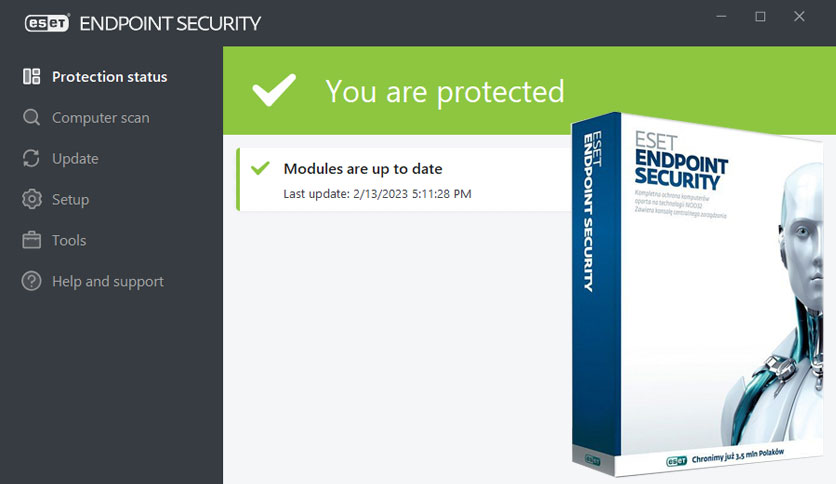 eset ENDPOINT SECURITY
Protection status
Computer scan
Update
Setup
Tools
Help and support
You are protected
Modules are up to date
Last update: 2/13/2023 5:11:28 PM
ESET
ENDPOINT SECURITY
ESET
ENDPOINT
SECURITY
Kompletna ochrona komputerów
oparta na technologii NOD32
Zawiera konsolę centralnego zarządzania
eset
eset Chronimy już 3,5 mln Polaków